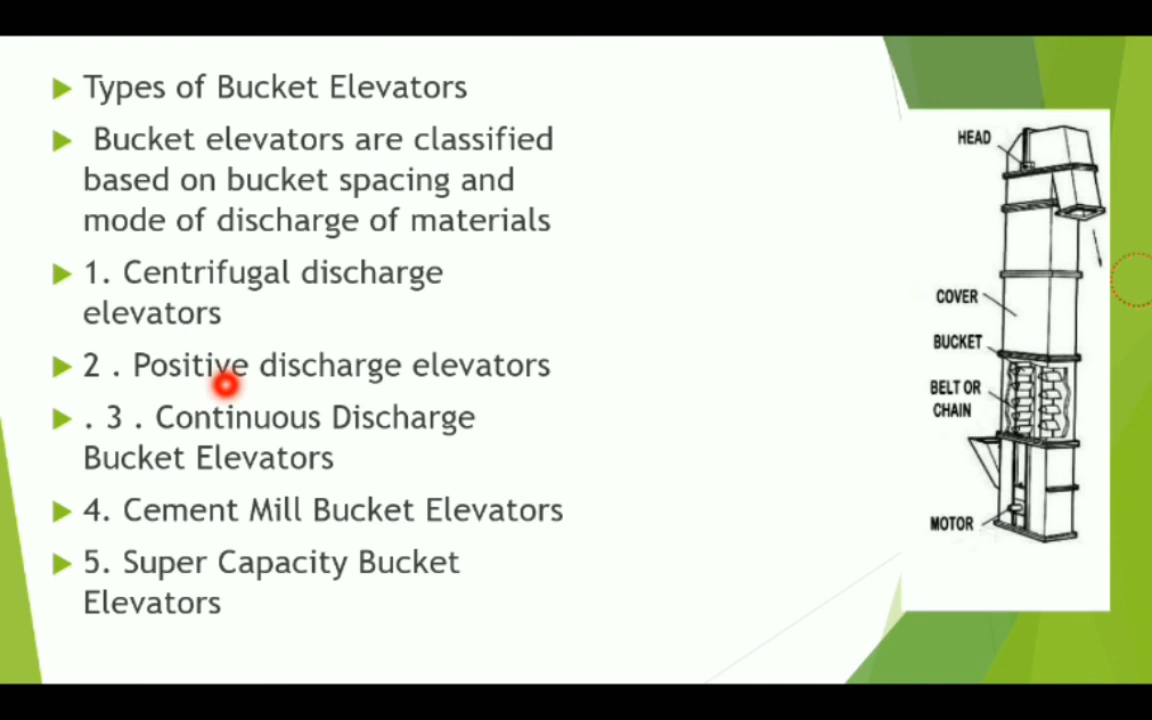 Types of Bucket Elevators
Bucket elevators are classified
based on bucket spacing and
mode of discharge of materials
1. Centrifugal discharge
elevators
2 . Positive discharge elevators
. 3 . Continuous Discharge
Bucket Elevators
4. Cement Mill Bucket Elevators
5. Super Capacity Bucket
Elevators
HEAD
COVER
BUCKET
BELT OR
CHAIN
MOTOR